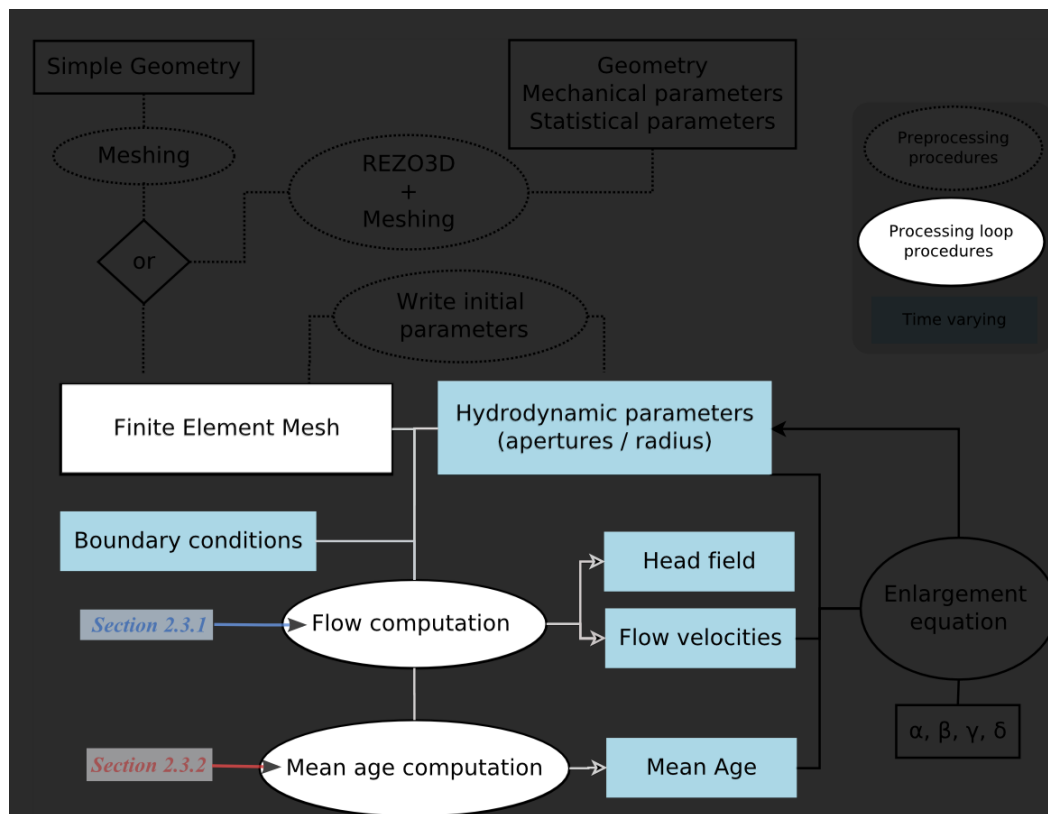 Simple Geometry
Geometry
Mechanical parameters
Statistical parameters
Meshing
REZO3D
+
Meshing
or
Write initial
parameters
Preprocessing
procedures
Processing loop
procedures
Time varying
Finite Element Mesh
Hydrodynamic parameters
(apertures / radius)
Boundary conditions
Head field
Section 2.3.1
Flow computation
Flow velocities
Enlargement
equation
α, β, γ, δ
Section 2.3.2
Mean age computation
Mean Age